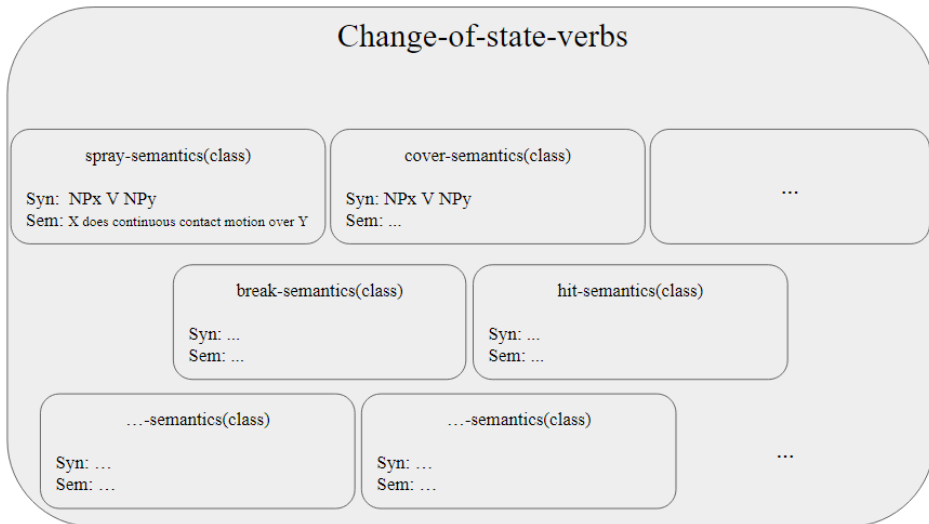 Change-of-state-verbs
spray-semantics(class)
Syn: NPx V NPy
Sem: X does continuous contact motion over Y
cover-semantics(class)
Syn: NPx V NPy
Sem: ...
...
break-semantics(class)
Syn: ...
Sem: ...
hit-semantics(class)
Syn: ...
Sem: ...
…-semantics(class)
Syn: …
Sem: …
…-semantics(class)
Syn: …
Sem: …
...